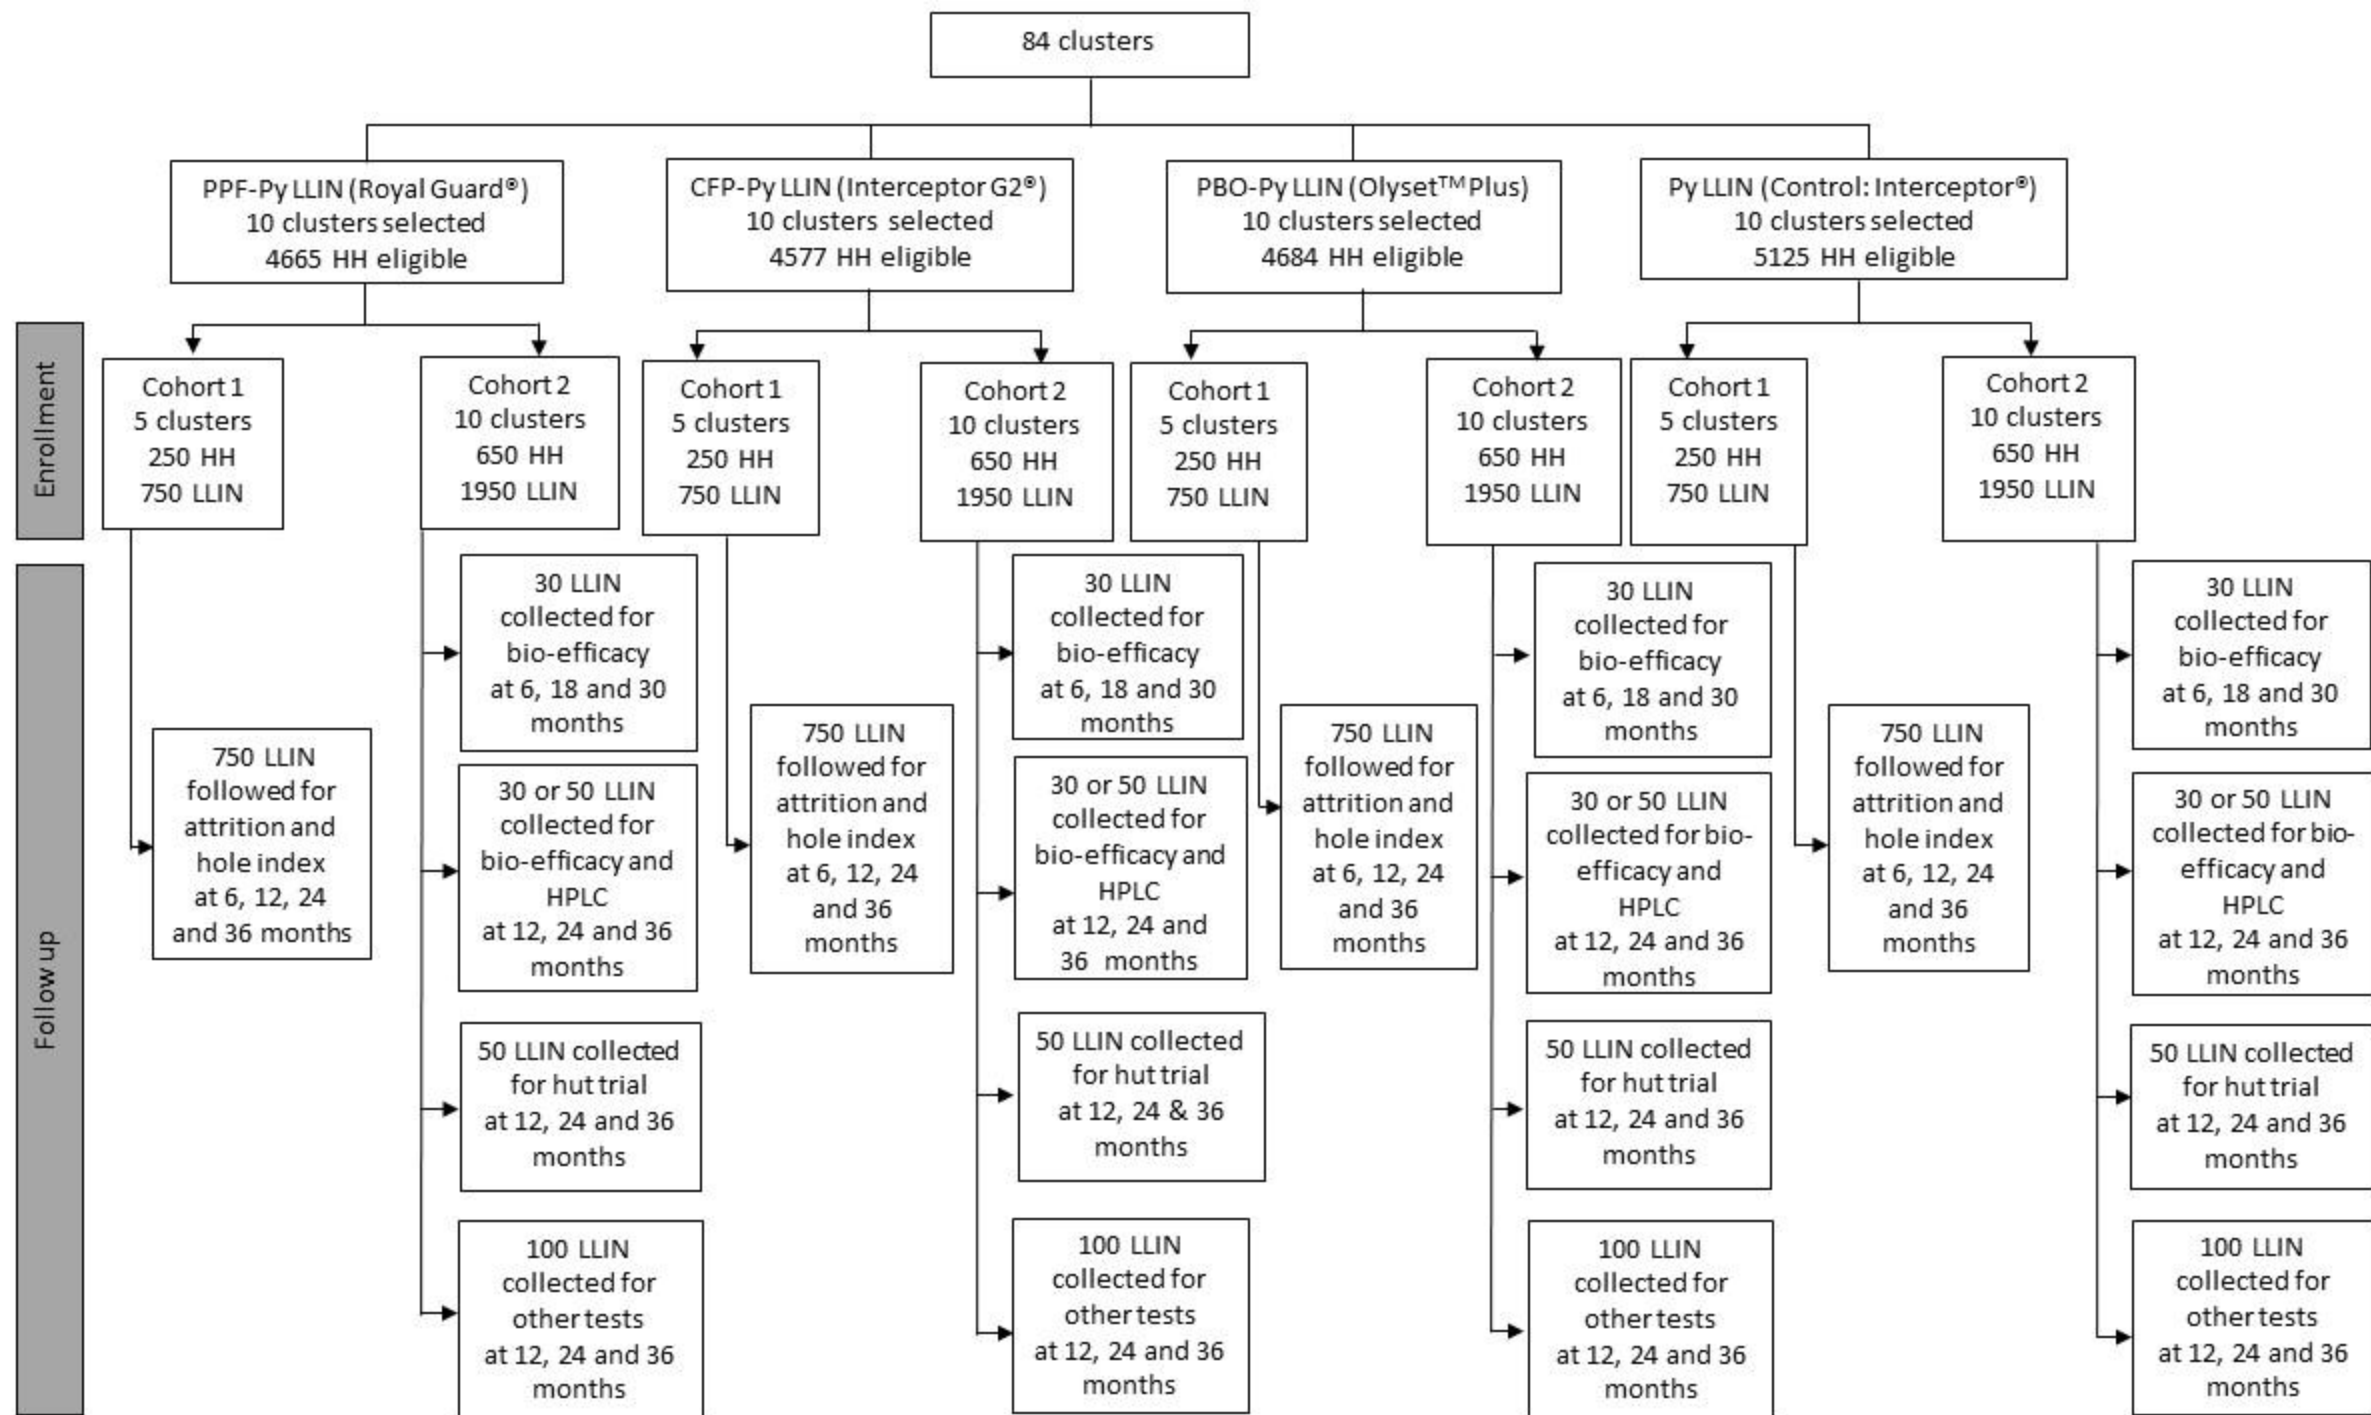 84 clusters
PPF-Py LLIN (Royal Guard®)
10 clusters selected
4665 HH eligible
CFP-Py LLIN (Interceptor G2®)
10 clusters selected
4577 HH eligible
PBO-Py LLIN (Olyset™ Plus)
10 clusters selected
4684 HH eligible
Py LLIN (Control: Interceptor®)
10 clusters selected
5125 HH eligible
Enrollment
Cohort 1
5 clusters
250 HH
750 LLIN
Cohort 2
10 clusters
650 HH
1950 LLIN
Cohort 1
5 clusters
250 HH
750 LLIN
Cohort 2
10 clusters
650 HH
1950 LLIN
Cohort 1
5 clusters
250 HH
750 LLIN
Cohort 2
10 clusters
650 HH
1950 LLIN
Cohort 1
5 clusters
250 HH
750 LLIN
Cohort 2
10 clusters
650 HH
1950 LLIN
Follow up
750 LLIN
followed for
attrition and
hole index
at 6, 12, 24
and 36 months
30 LLIN
collected for
bio-efficacy
at 6, 18 and 30
months
30 or 50 LLIN
collected for
bio-efficacy and
HPLC
at 12, 24 and 36
months
50 LLIN collected
for hut trial
at 12, 24 and 36
months
100 LLIN
collected for
other tests
at 12, 24 and 36
months
750 LLIN
followed for
attrition and
hole index
at 6, 12, 24
and 36
months
30 LLIN
collected for
bio-efficacy
at 6, 18 and 30
months
30 or 50 LLIN
collected for
bio-efficacy and
HPLC
at 12, 24 and
36 months
50 LLIN collected
for hut trial
at 12, 24 & 36
months
100 LLIN
collected for
other tests
at 12, 24 and 36
months
750 LLIN
followed for
attrition and
hole index
at 6, 12, 24
and 36
months
30 LLIN
collected for
bio-efficacy
at 6, 18 and 30
months
30 or 50 LLIN
collected for bio-
efficacy and
HPLC
at 12, 24 and 36
months
50 LLIN collected
for hut trial
at 12, 24 and 36
months
100 LLIN
collected for
other tests
at 12, 24 and 36
months
750 LLIN
followed for
attrition and
hole index
at 6, 12, 24
and 36
months
30 LLIN
collected for
bio-efficacy
at 6, 18 and 30
months
30 or 50 LLIN
collected for bio-
efficacy and
HPLC
at 12, 24 and 36
months
50 LLIN collected
for hut trial
at 12, 24 and 36
months
100 LLIN
collected for
other tests
at 12, 24 and 36
months